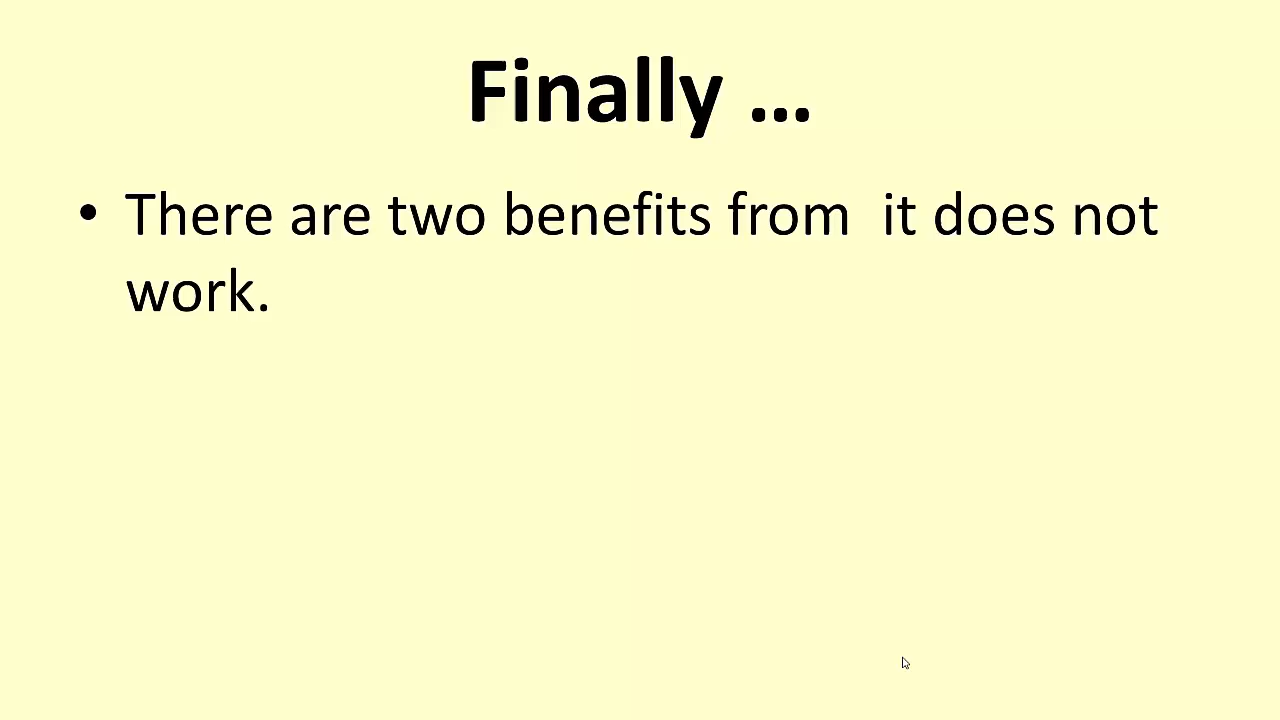 Finally ...
• There are two benefits from  it does not
work.